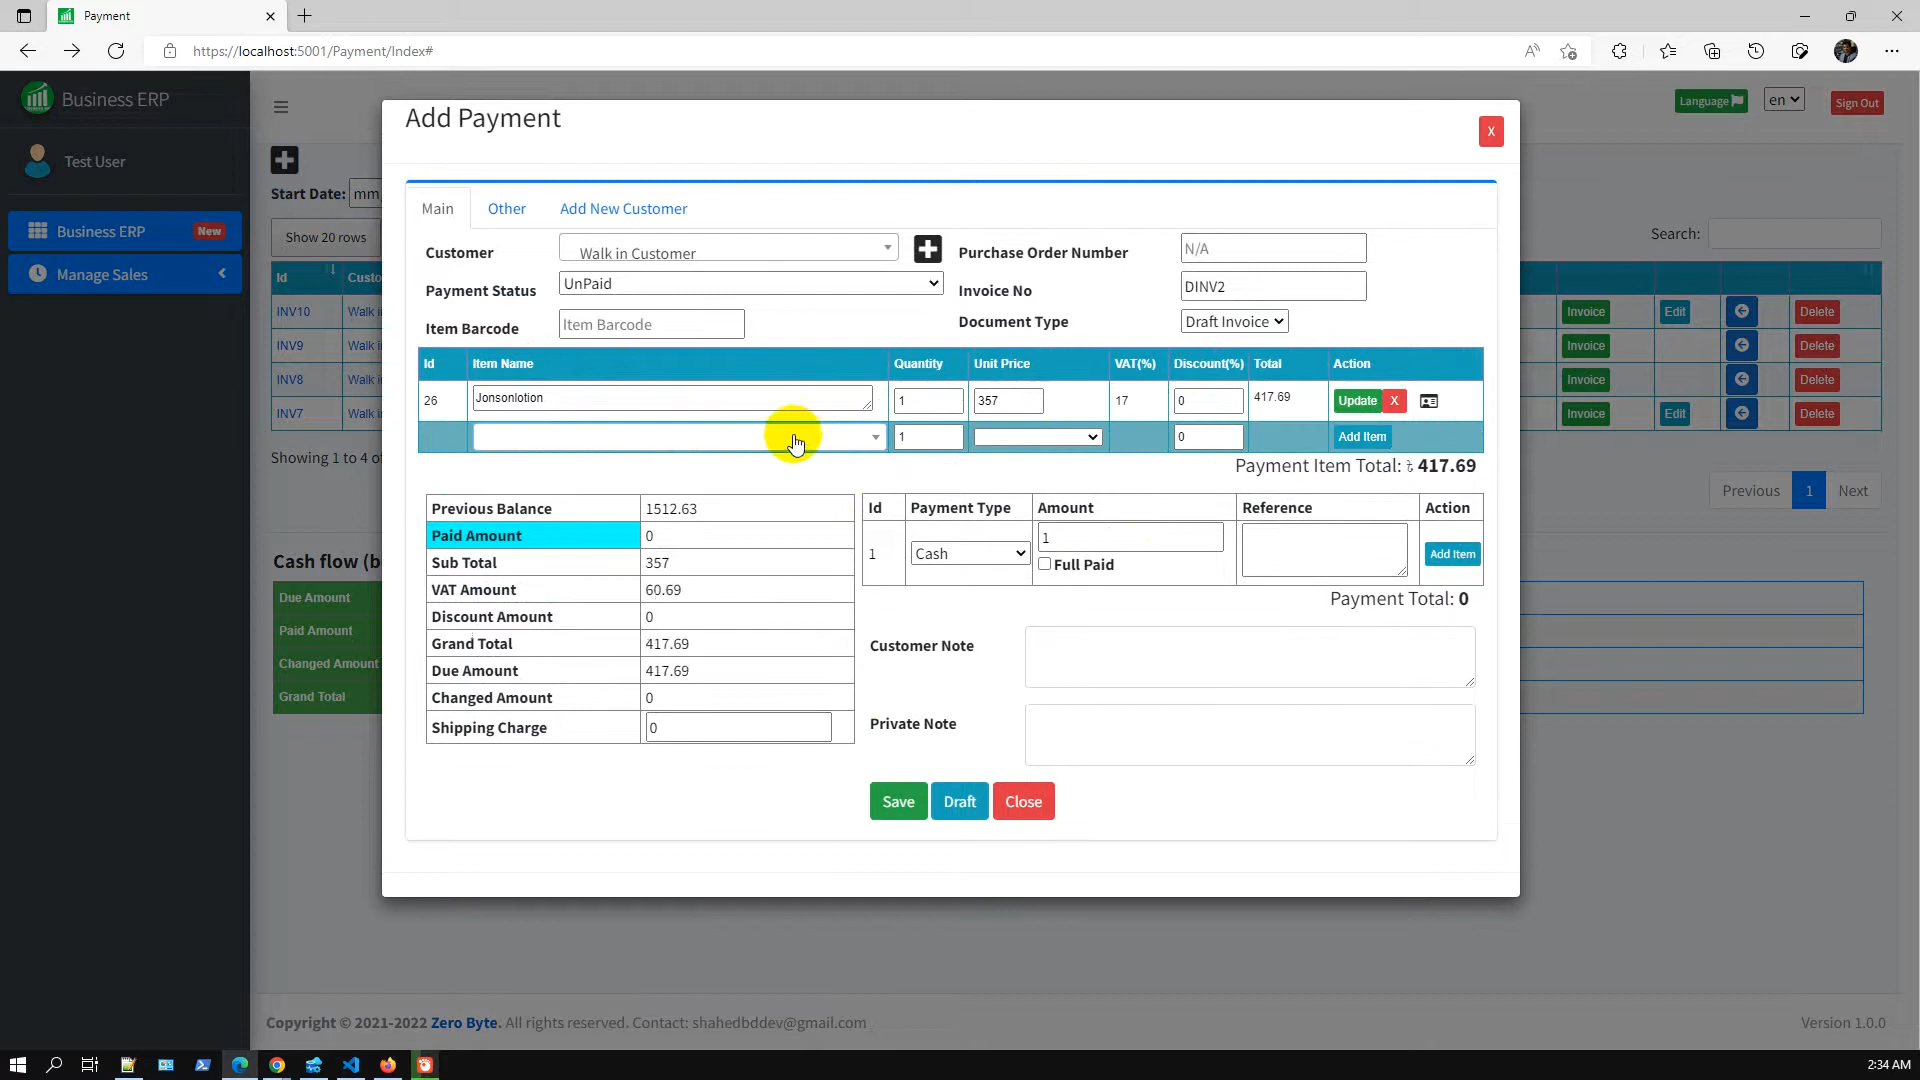 Payment
https://localhost:5001/Payment/Index#
Business ERP
Language
en
Sign Out
Test User
Start Date:
mm
Business ERP New
Manage Sales
Show 20 rows
Search:
Id
Custo
INV10
Walk i
Invoice Edit Delete
INV9
Walk i
Invoice Delete
INV8
Walk i
Invoice Delete
INV7
Walk i
Invoice Edit Delete
Showing 1 to 4 of
Previous 1 Next
Cash flow (b
Due Amount
Paid Amount
Changed Amount
Grand Total
Add Payment
X
Main Other Add New Customer
Customer Walk in Customer Purchase Order Number N/A
Payment Status UnPaid Invoice No DINV2
Item Barcode Item Barcode Document Type Draft Invoice
Id Item Name Quantity Unit Price VAT(%) Discount(%) Total Action
26 Jonsonlotion 1 357 17 0 417.69 Update X
1 0 Add Item
Payment Item Total: ৳ 417.69
Previous Balance 1512.63
Paid Amount 0
Sub Total 357
VAT Amount 60.69
Discount Amount 0
Grand Total 417.69
Due Amount 417.69
Changed Amount 0
Shipping Charge 0
Id Payment Type Amount Reference Action
1 Cash 1 Add Item
Full Paid
Payment Total: 0
Customer Note
Private Note
Save Draft Close
Copyright © 2021-2022 Zero Byte. All rights reserved. Contact: shahedbddev@gmail.com
Version 1.0.0
2:34 AM